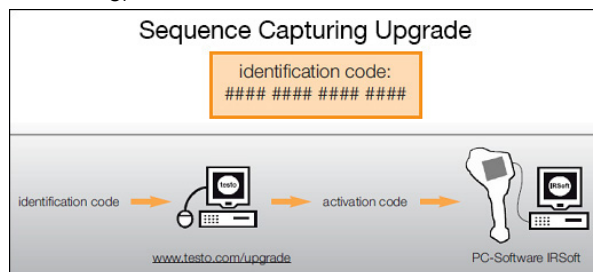 Sequence Capturing Upgrade
identification code:
#### #### #### ####
testo
IRSoft
identification code
activation code
www.testo.com/upgrade
PC-Software IRSoft